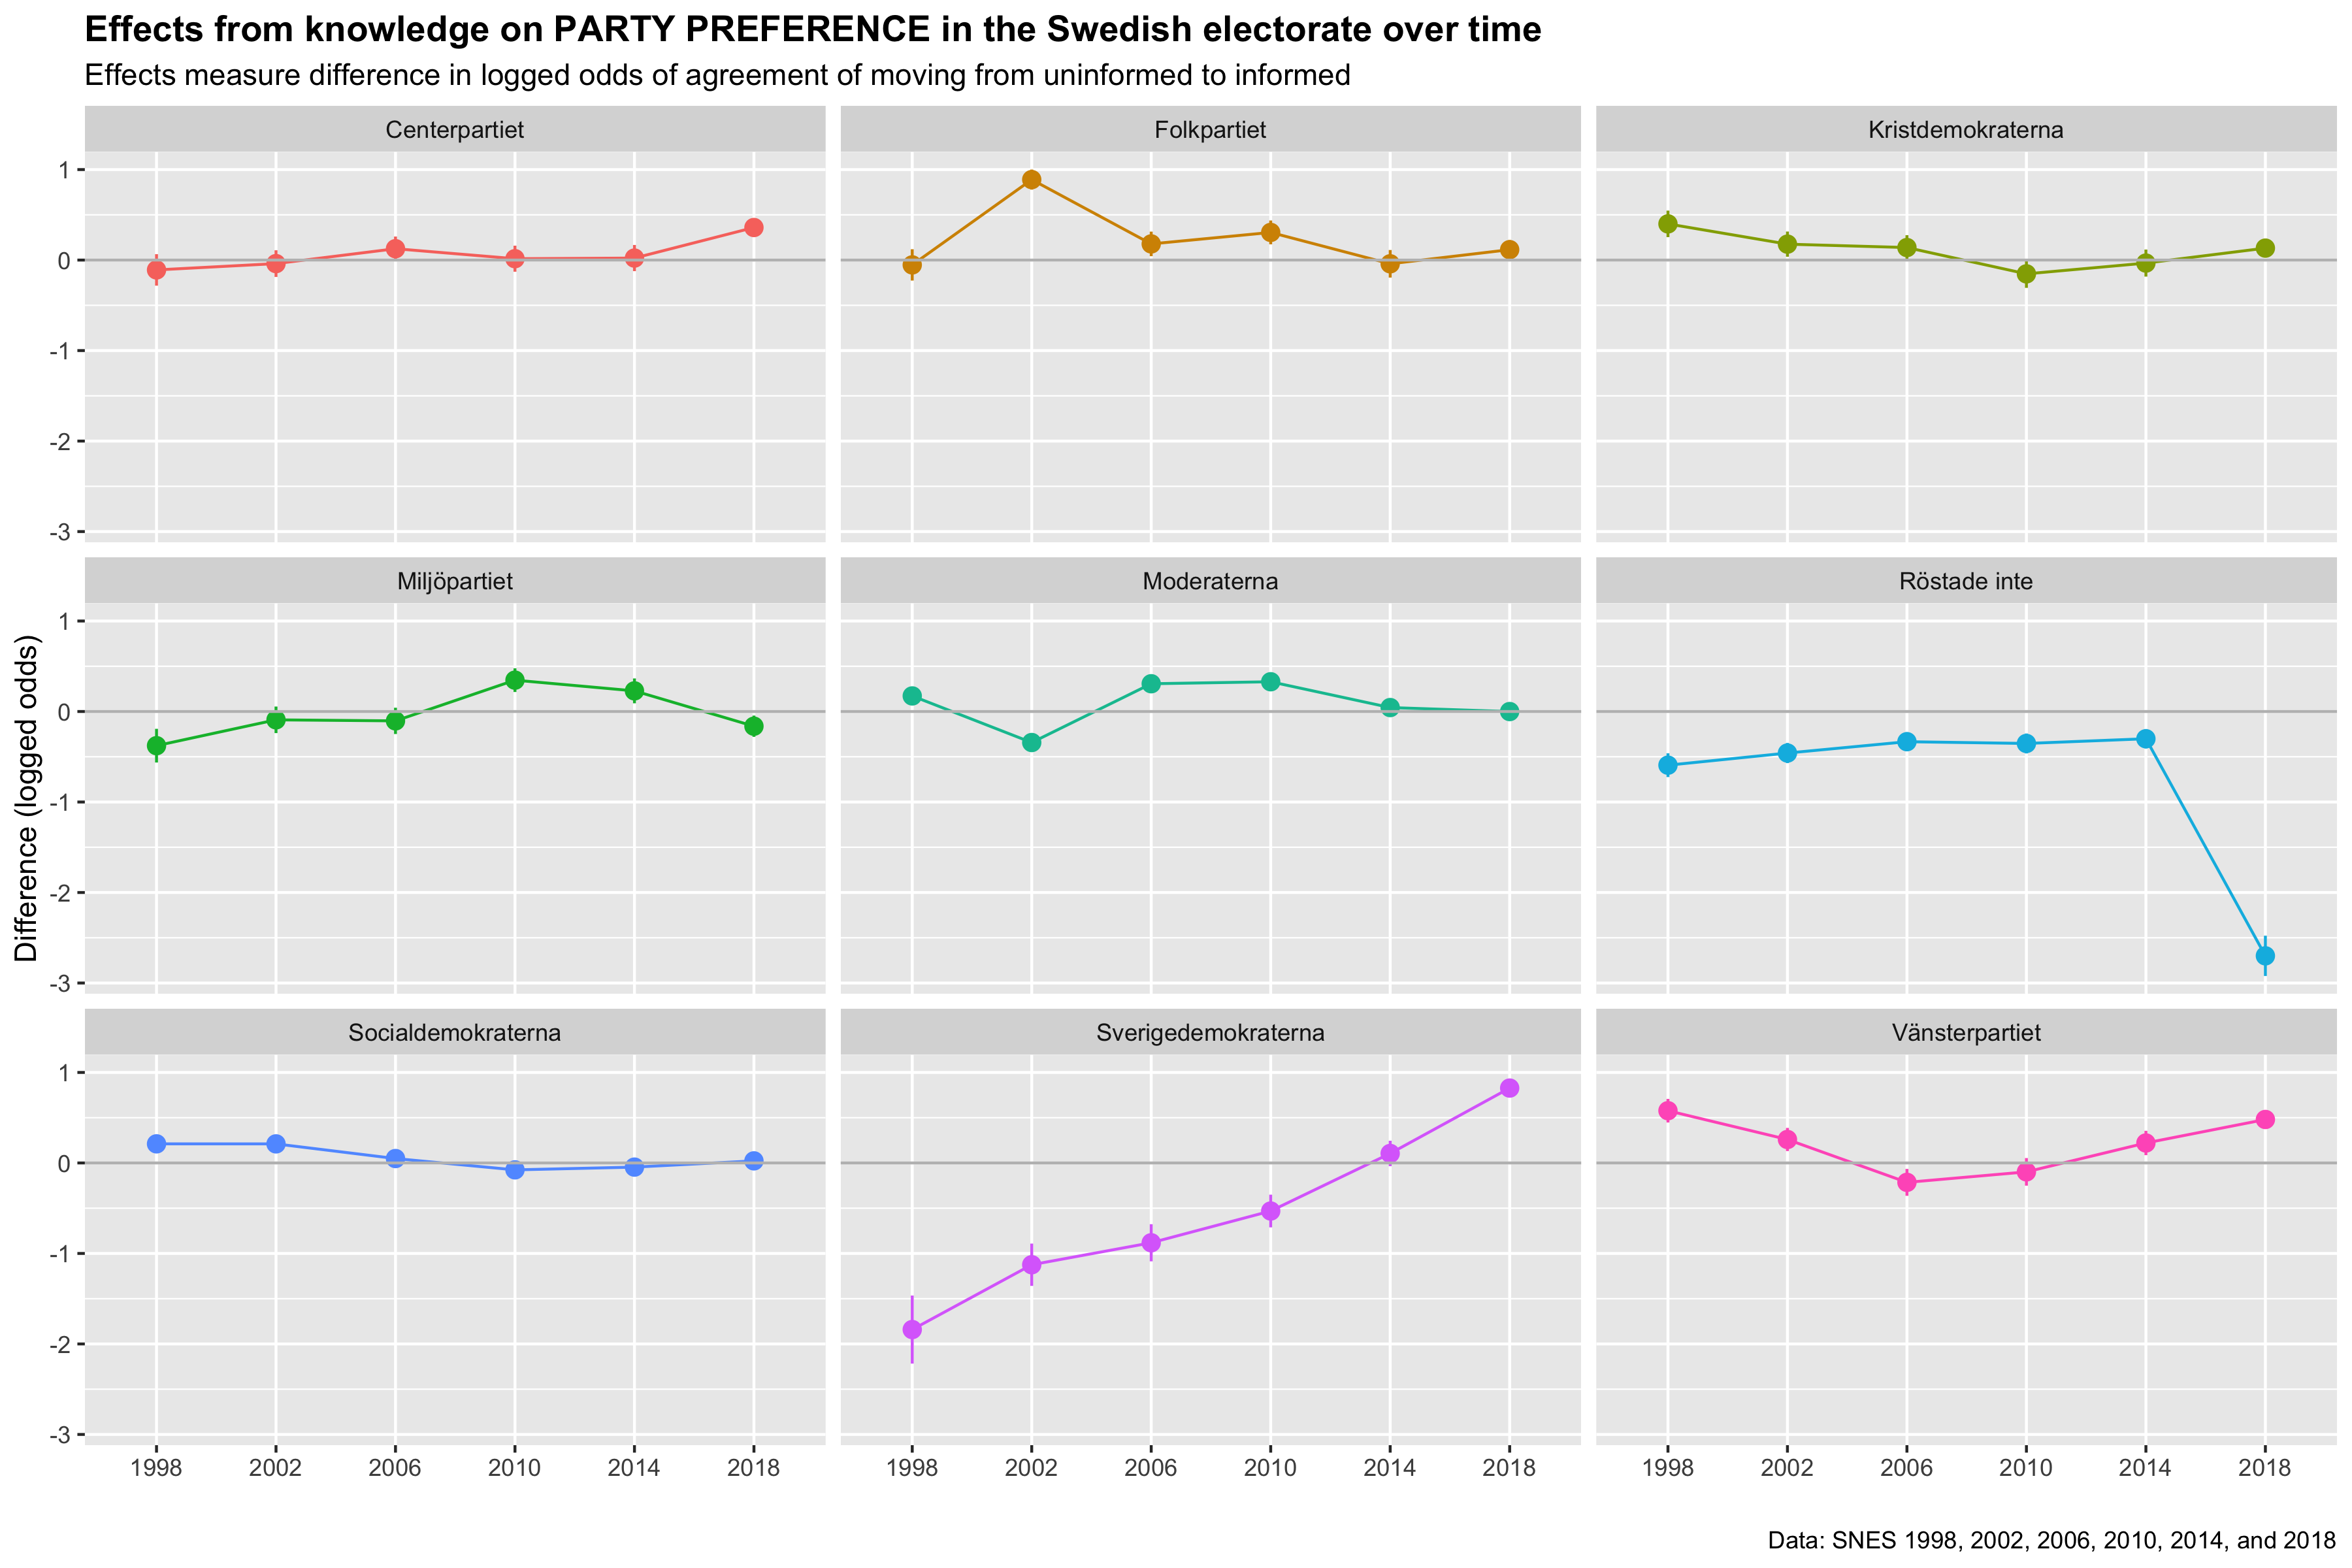 Effects from knowledge on PARTY PREFERENCE in the Swedish electorate over time
Effects measure difference in logged odds of agreement of moving from uninformed to informed
Centerpartiet
Folkpartiet
Kristdemokraterna
1
0
-1
-2
-3
Miljöpartiet
Moderaterna
Röstade inte
1
0
-1
-2
-3
Difference (logged odds)
Socialdemokraterna
Sverigedemokraterna
Vänsterpartiet
1
0
-1
-2
-3
1998 2002 2006 2010 2014 2018
1998 2002 2006 2010 2014 2018
1998 2002 2006 2010 2014 2018
Data: SNES 1998, 2002, 2006, 2010, 2014, and 2018